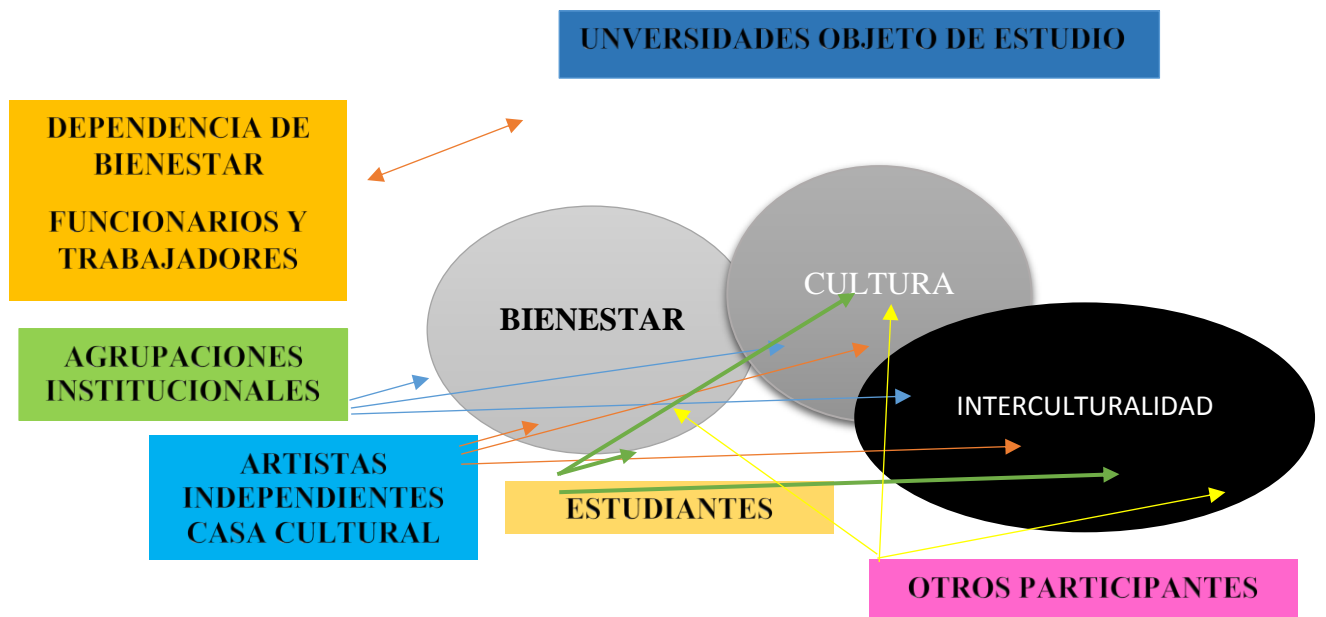 UNVERSIDADES OBJETO DE ESTUDIO
DEPENDENCIA DE
BIENESTAR
FUNCIONARIOS Y
TRABAJADORES
CULTURA
BIENESTAR
AGRUPACIONES
INSTITUCIONALES
INTERCULTURALIDAD
ARTISTAS
INDEPENDIENTES
CASA CULTURAL
ESTUDIANTES
OTROS PARTICIPANTES